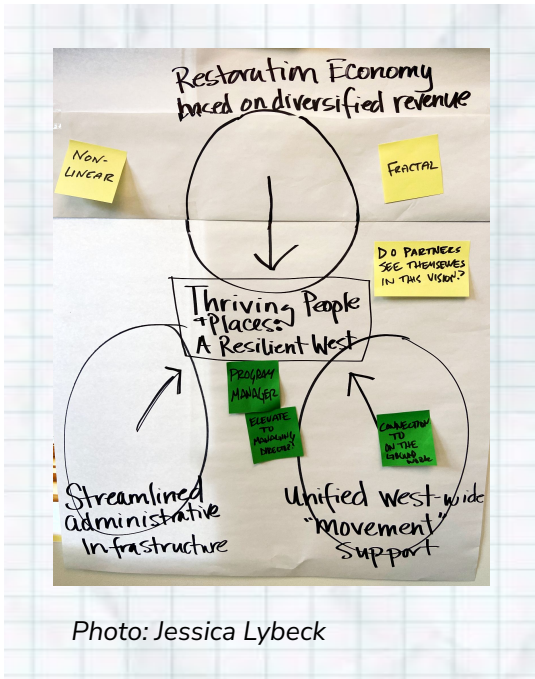 Restoration Economy
based on diversified revenue
NON-
LINEAR
FRACTAL
DO PARTNERS
SEE THEMSELVES
IN THIS VISION?
Thriving People
+Places:
A Resilient West
PROGRAM
MANAGER
ELEVATE
TO
MANAGING
DIRECTOR?
CONNECTION
TO
ON THE
GROUND
WORK
Streamlined
administrative
Infrastructure
Unified west-wide
"movement"
Support
Photo: Jessica Lybeck